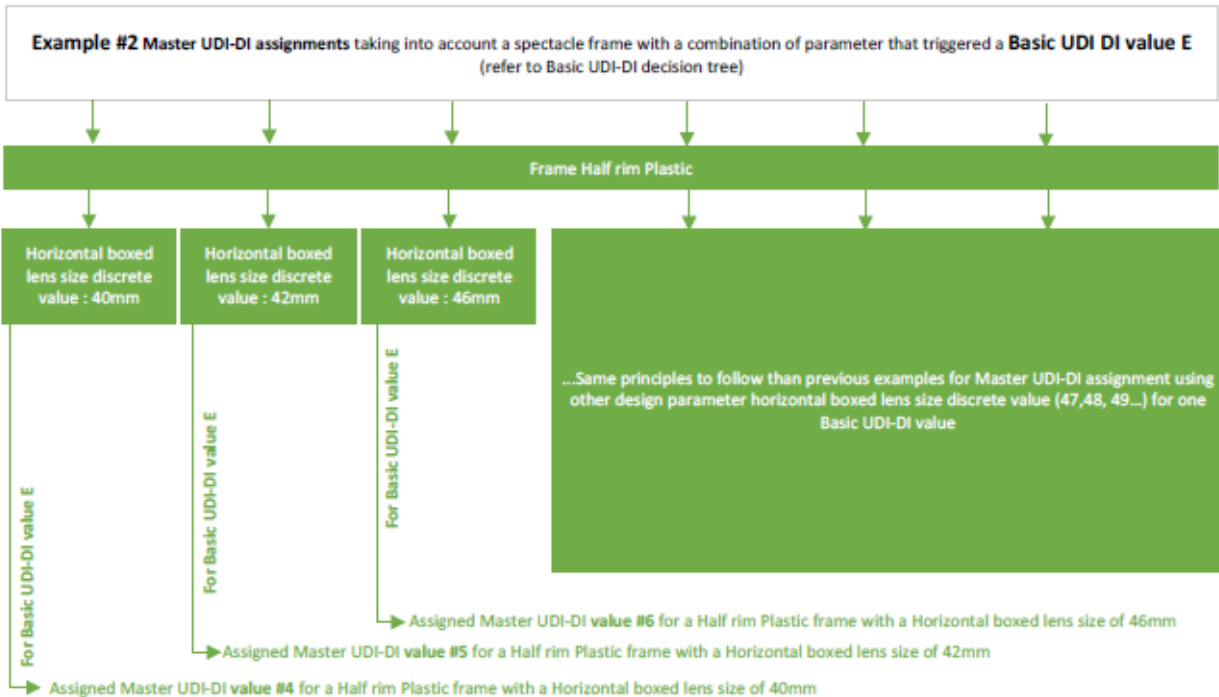 Example #2 Master UDI-DI assignments taking into account a spectacle frame with a combination of parameter that triggered a Basic UDI DI value E
(refer to Basic UDI-DI decision tree)
Frame Half rim Plastic
Horizontal boxed
lens size discrete
value : 40mm
Horizontal boxed
lens size discrete
value : 42mm
Horizontal boxed
lens size discrete
value : 46mm
...Same principles to follow than previous examples for Master UDI-DI assignment using
other design parameter horizontal boxed lens size discrete value (47,48, 49...) for one
Basic UDI-DI value
For Basic UDI-DI value E
For Basic UDI-DI value E
For Basic UDI-DI value E
Assigned Master UDI-DI value #6 for a Half rim Plastic frame with a Horizontal boxed lens size of 46mm
Assigned Master UDI-DI value #5 for a Half rim Plastic frame with a Horizontal boxed lens size of 42mm
Assigned Master UDI-DI value #4 for a Half rim Plastic frame with a Horizontal boxed lens size of 40mm